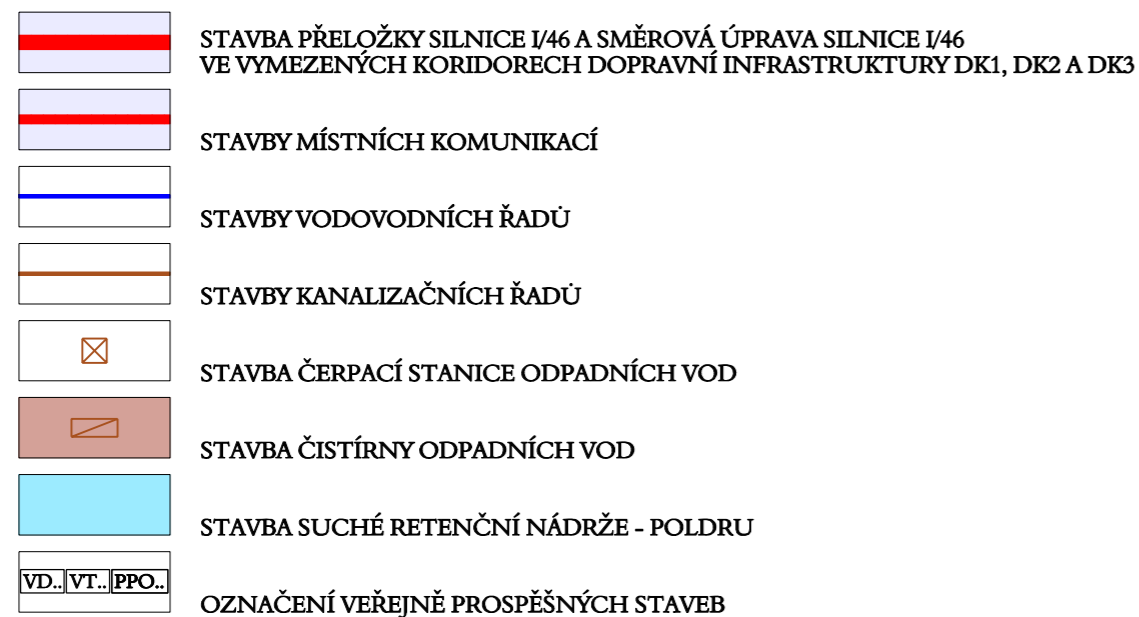 STAVBA PŘELOŽKY SILNICE I/46 A SMĚROVÁ ÚPRAVA SILNICE I/46
VE VYMEZENÝCH KORIDORECH DOPRAVNÍ INFRASTRUKTURY DK1, DK2 A DK3
STAVBY MÍSTNÍCH KOMUNIKACÍ
STAVBY VODOVODNÍCH ŘADŮ
STAVBY KANALIZAČNÍCH ŘADŮ
STAVBA ČERPACÍ STANICE ODPADNÍCH VOD
STAVBA ČISTÍRNY ODPADNÍCH VOD
STAVBA SUCHÉ RETENČNÍ NÁDRŽE - POLDRU
VD.. VT.. PPO..
OZNAČENÍ VEŘEJNĚ PROSPĚŠNÝCH STAVEB